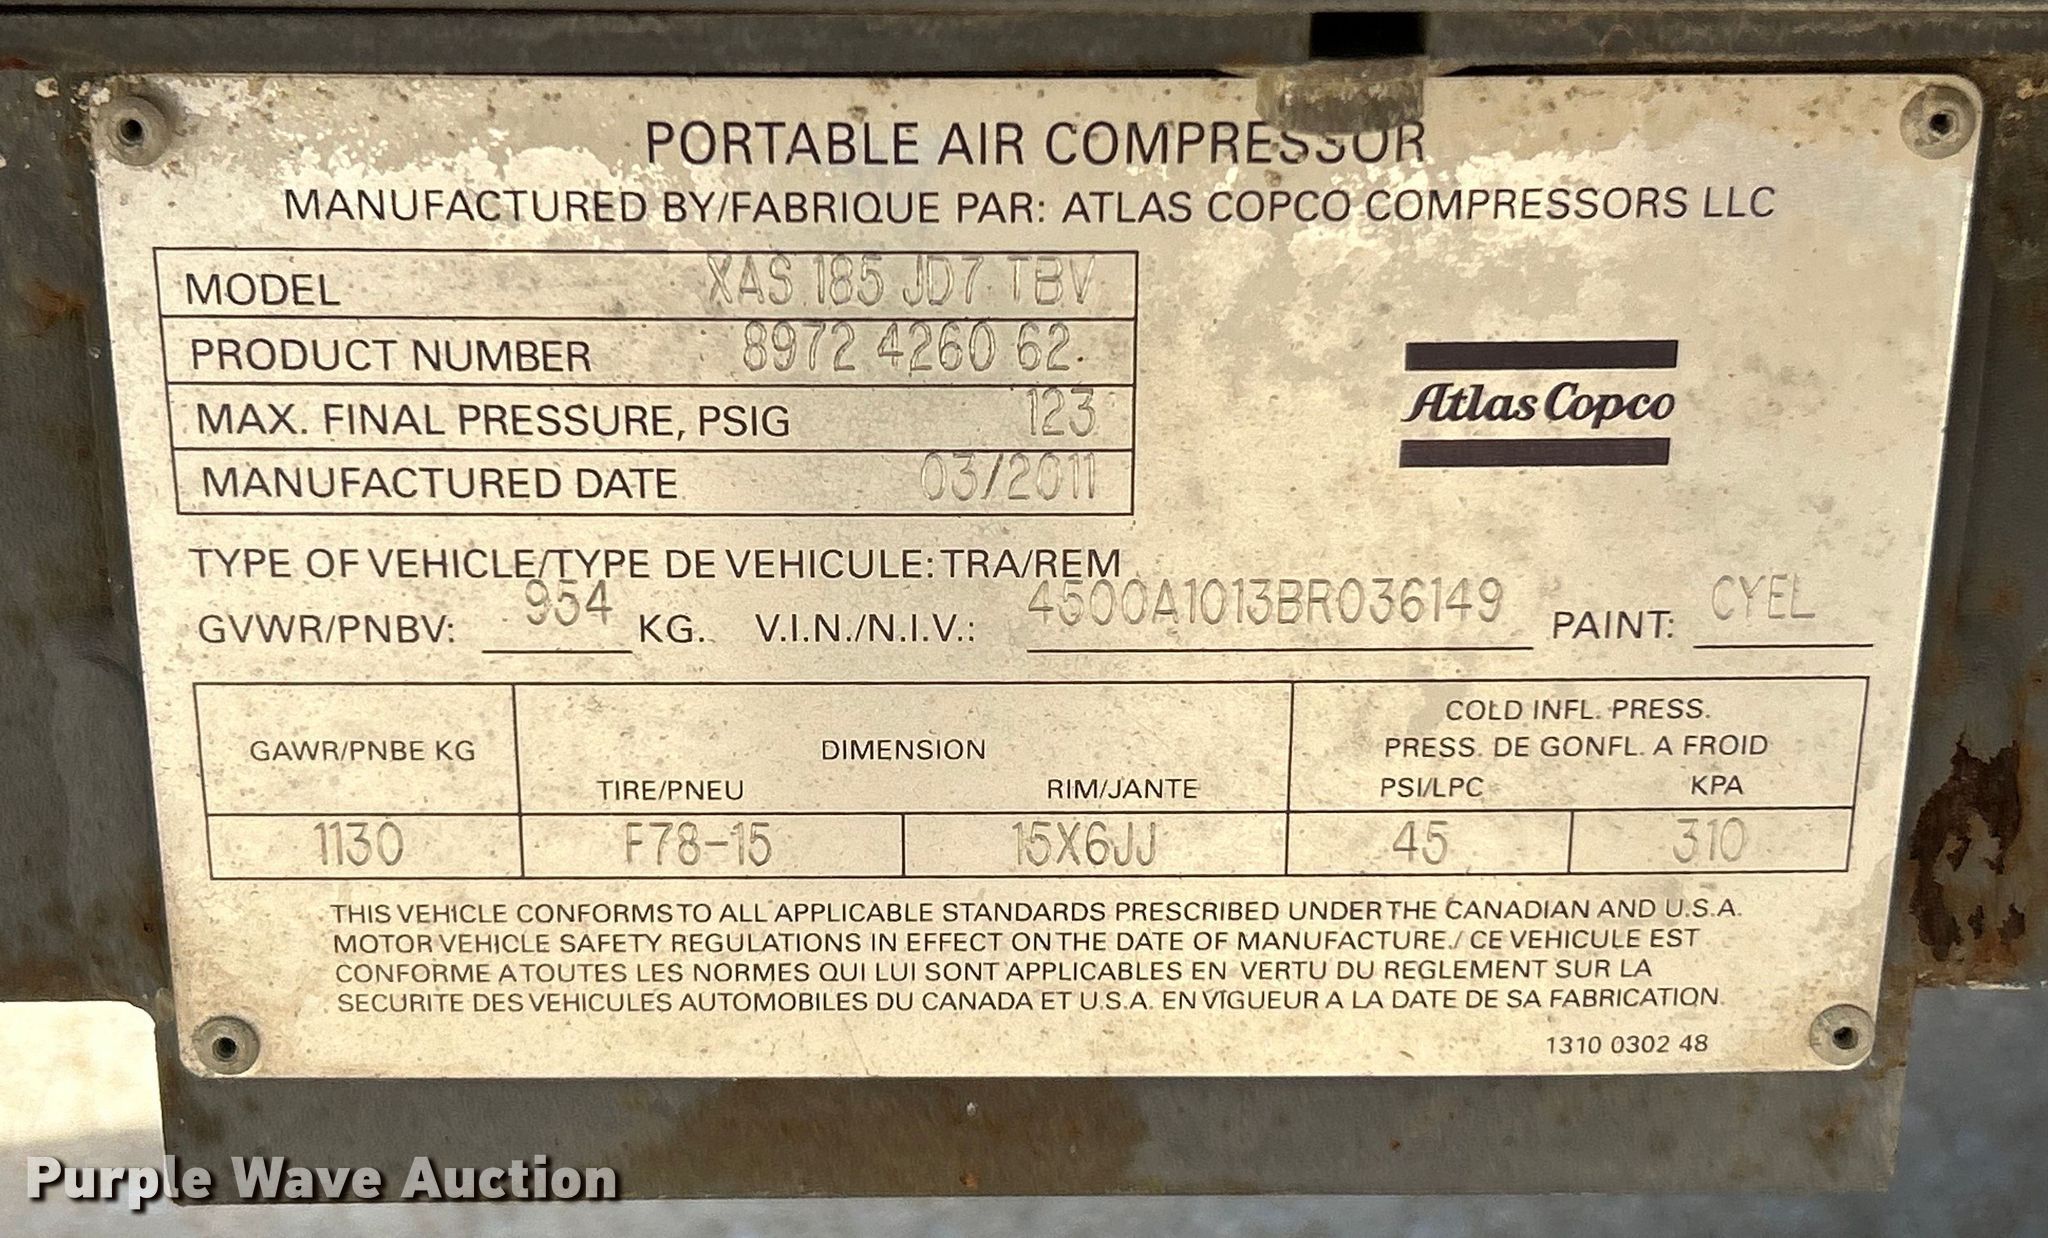 PORTABLE AIR COMPRESSOR
MANUFACTURED BY/FABRIQUE PAR: ATLAS COPCO COMPRESSORS LLC
MODEL XAS 185 JD7 TBV
PRODUCT NUMBER 8972 4260 62
MAX. FINAL PRESSURE, PSIG 123
MANUFACTURED DATE 03/2011
Atlas Copco
TYPE OF VEHICLE/TYPE DE VEHICULE: TRA/REM
GVWR/PNBV: 954 KG. V.I.N./N.I.V.: 4500A1013BR036149 PAINT: CYEL
GAWR/PNBE KG DIMENSION COLD INFL. PRESS.
PRESS. DE GONFL. A FROID
TIRE/PNEU RIM/JANTE PSI/LPC KPA
1130 F78-15 15X6JJ 45 310
THIS VEHICLE CONFORMS TO ALL APPLICABLE STANDARDS PRESCRIBED UNDER THE CANADIAN AND U.S.A.
MOTOR VEHICLE SAFETY REGULATIONS IN EFFECT ON THE DATE OF MANUFACTURE./ CE VEHICULE EST
CONFORME A TOUTES LES NORMES QUI LUI SONT APPLICABLES EN VERTU DU REGLEMENT SUR LA
SECURITE DES VEHICULES AUTOMOBILES DU CANADA ET U.S.A. EN VIGUEUR A LA DATE DE SA FABRICATION.
1310 0302 48
Purple Wave Auction